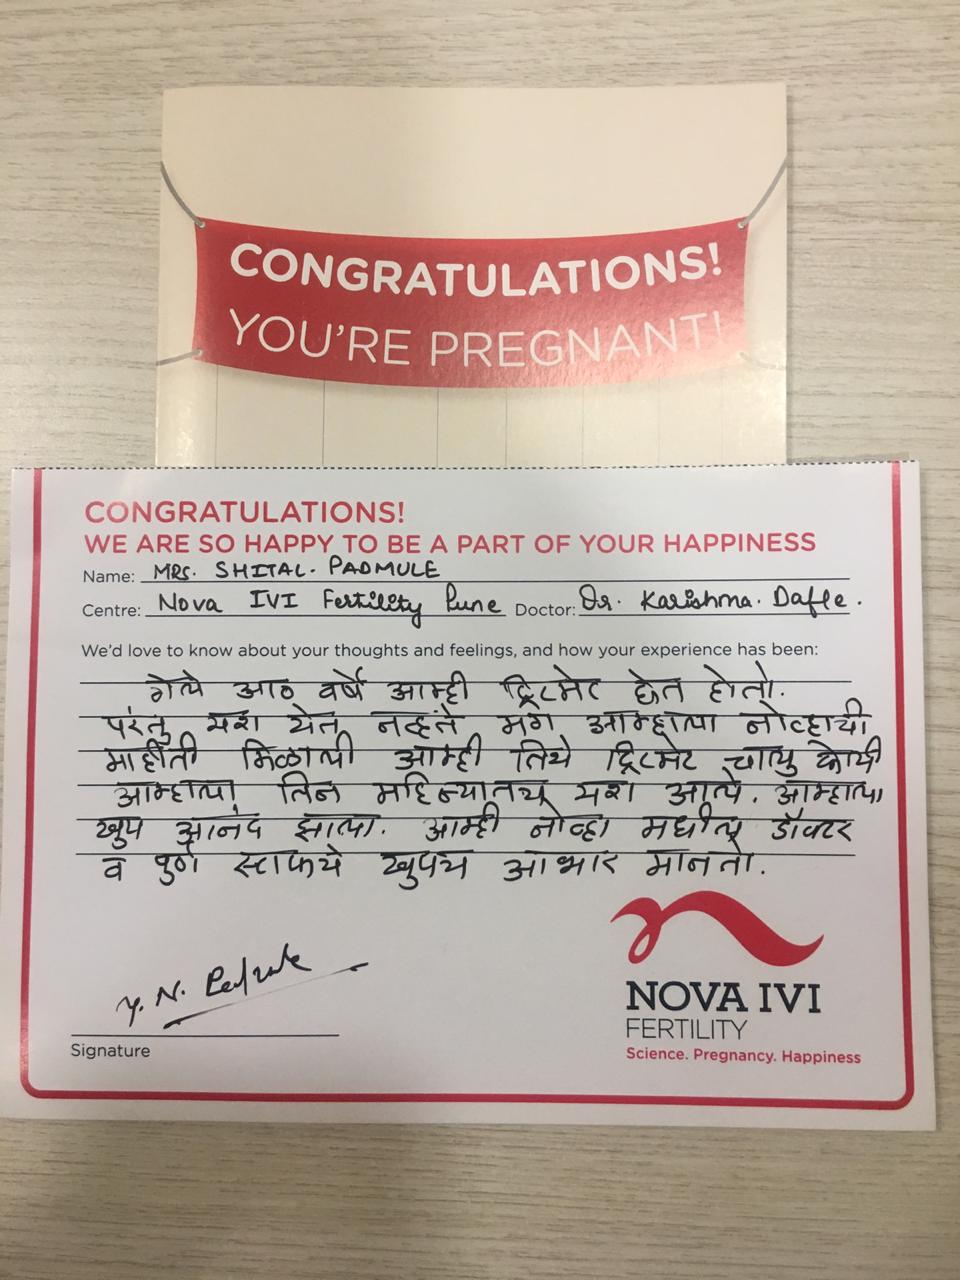 CONGRATULATIONS!
YOU'RE PREGNANT!
CONGRATULATIONS!
WE ARE SO HAPPY TO BE A PART OF YOUR HAPPINESS
Name: MRS. SHITAL. PADMULE
Centre: Nova IVI Fertility Pune Doctor: Dr. Karishma. Dafle.
We'd love to know about your thoughts and feelings, and how your experience has been:
गेले आठ वर्षे आम्ही ट्रिटमेंट घेत होतो.
परंतु यश येत नव्हते मग आम्हाला नोव्हाची
माहीती मिळाली आम्ही तिथे ट्रिटमेंट चालु केली
आम्हाला तिन महिन्यातच यश आले. आम्हाला
खुप आनंद झाला. आम्ही नोव्हा मधील डॉक्टर
व पुर्ण स्टाफचे खुपच आभार मानतो.
Signature
NOVA IVI
FERTILITY
Science. Pregnancy. Happiness